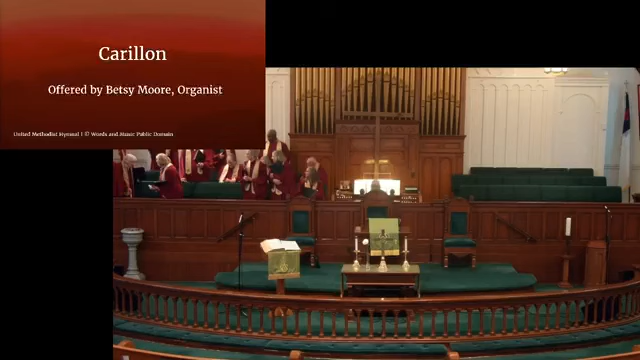 Carillon
Offered by Betsy Moore, Organist
United Methodist Hymnal | © Words and Music Public Domain